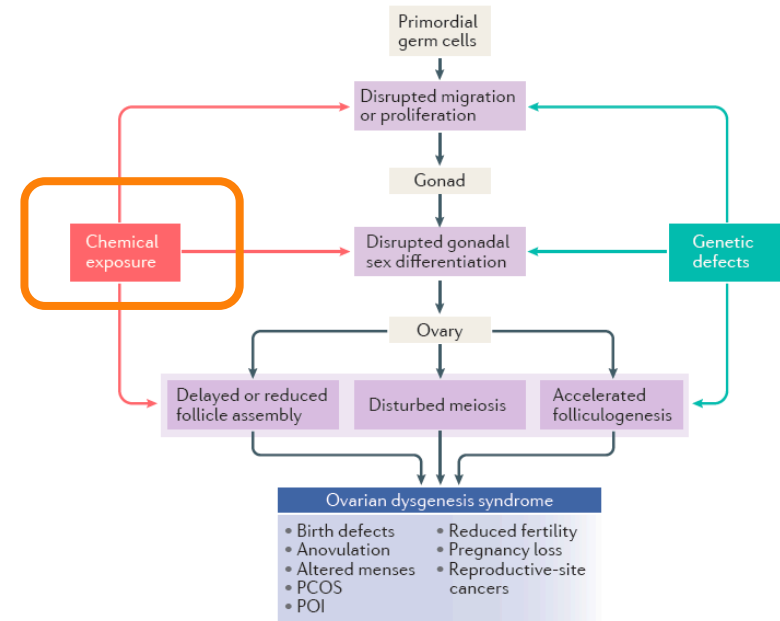 Primordial
germ cells
Disrupted migration
or proliferation
Gonad
Chemical
exposure
Disrupted gonadal
sex differentiation
Genetic
defects
Ovary
Delayed or reduced
follicle assembly
Disturbed meiosis
Accelerated
folliculogenesis
Ovarian dysgenesis syndrome
• Birth defects
• Anovulation
• Altered menses
• PCOS
• POI
• Reduced fertility
• Pregnancy loss
• Reproductive-site
cancers